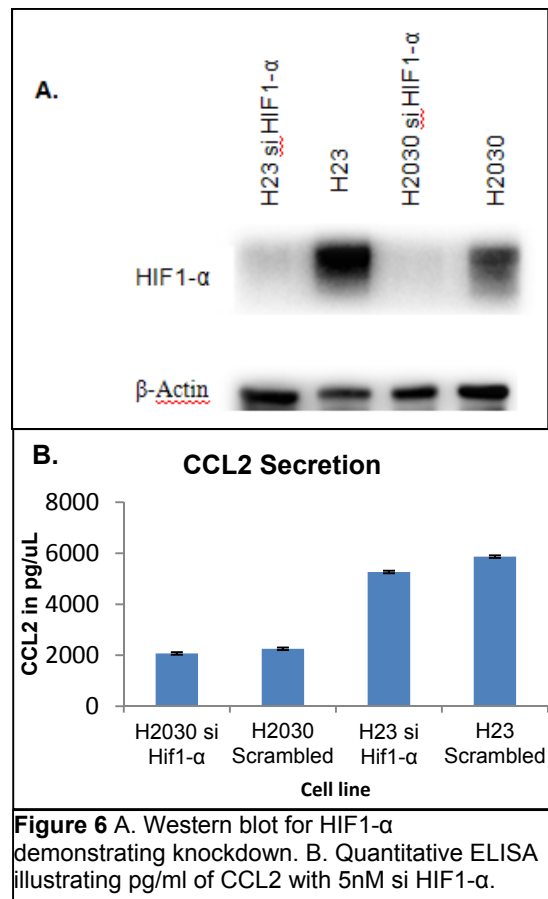 A.
H23 si HIF1-α
H23
H2030 si HIF1-α
H2030
HIF1-α
β-Actin
B.
CCL2 Secretion
CCL2 in pg/uL
8000
6000
4000
2000
0
H2030 si Hif1-α
H2030 Scrambled
H23 si Hif1-α
H23 Scrambled
Cell line
Figure 6 A. Western blot for HIF1-α
demonstrating knockdown. B. Quantitative ELISA
illustrating pg/ml of CCL2 with 5nM si HIF1-α.